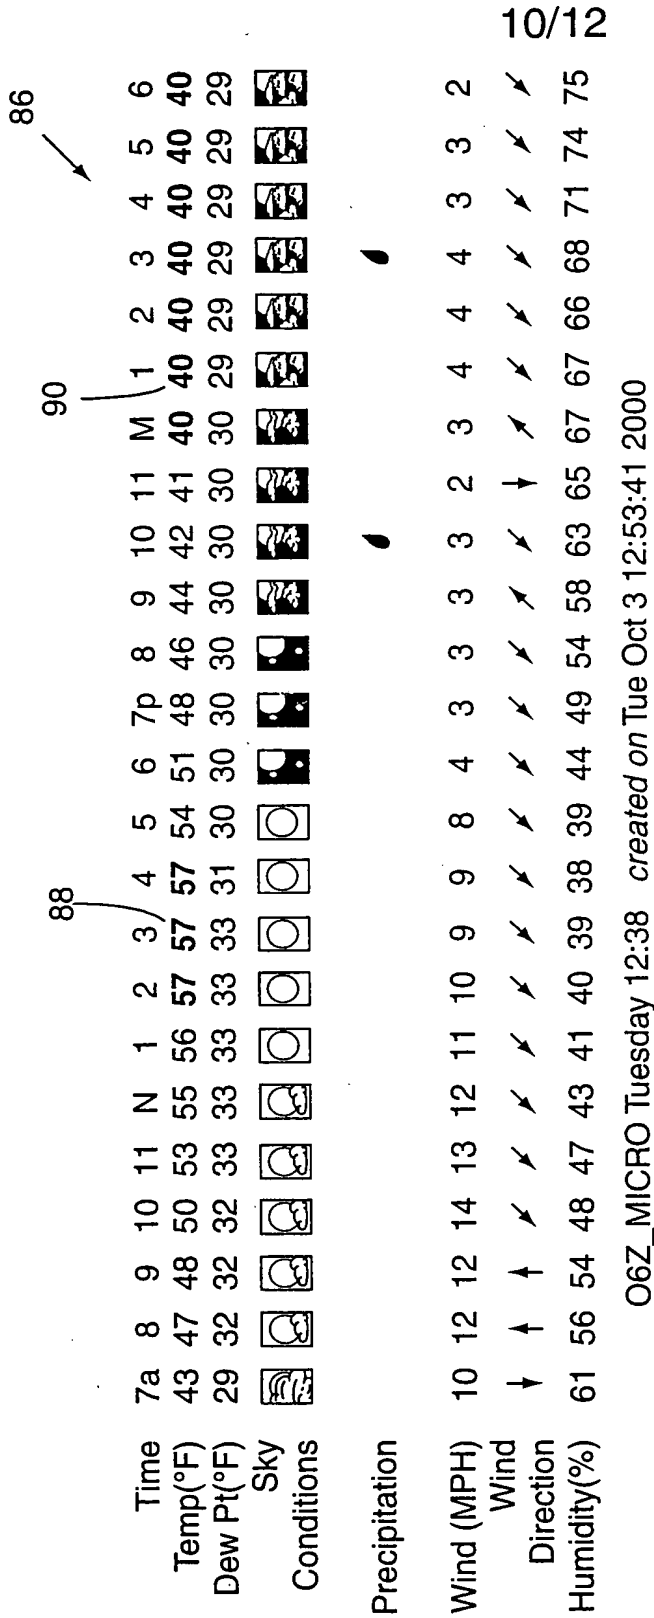 10/12
86
88
90
Time 7a 8 9 10 11 N 1 2 3 4 5 6 7p 8 9 10 11 M 1 2 3 4 5 6
Temp(°F) 43 47 48 50 53 55 56 57 57 57 54 51 48 46 44 42 41 40 40 40 40 40 40 40
Dew Pt(°F) 29 32 32 32 33 33 33 33 33 31 30 30 30 30 30 30 30 30 29 29 29 29 29 29
Sky
Conditions
Precipitation
Wind (MPH) 10 12 12 14 13 12 11 10 9 9 8 4 3 3 3 3 2 3 4 4 4 3 3 2
Wind
Direction
Humidity(%) 61 56 54 48 47 43 41 40 39 38 39 44 49 54 58 63 65 67 67 66 68 71 74 75
O6Z_MICRO Tuesday 12:38 created on Tue Oct 3 12:53:41 2000